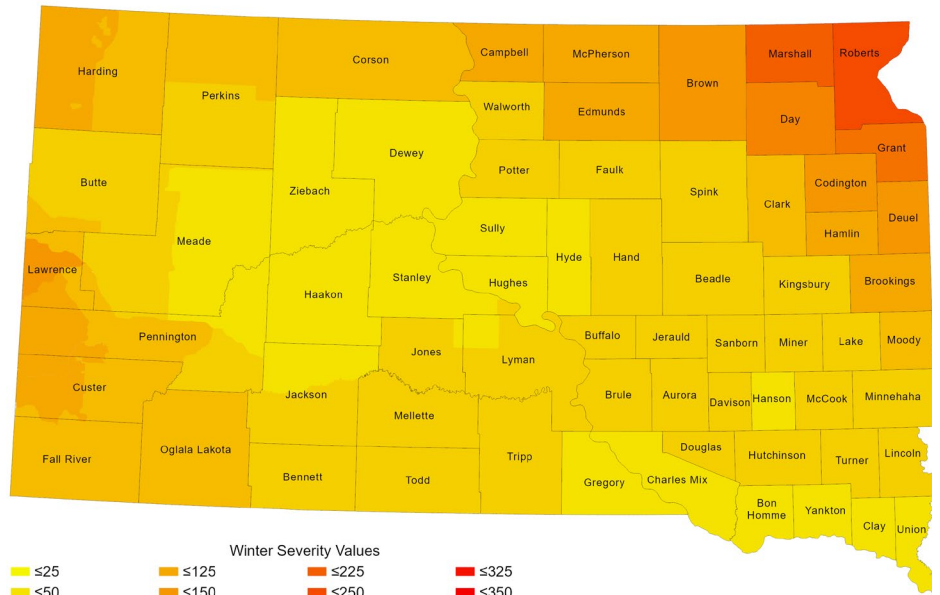 Harding
Perkins
Corson
Campbell
McPherson
Brown
Marshall
Roberts
Walworth
Edmunds
Day
Grant
Butte
Ziebach
Dewey
Potter
Faulk
Spink
Clark
Codington
Deuel
Hamlin
Meade
Sully
Hyde
Hand
Lawrence
Haakon
Stanley
Hughes
Beadle
Kingsbury
Brookings
Pennington
Jones
Lyman
Buffalo
Jerauld
Sanborn
Miner
Lake
Moody
Custer
Jackson
Mellette
Brule
Aurora
Davison
Hanson
McCook
Minnehaha
Fall River
Oglala Lakota
Bennett
Todd
Tripp
Gregory
Charles Mix
Douglas
Hutchinson
Turner
Lincoln
Bon
Homme
Yankton
Clay
Union
Winter Severity Values
≤25 ≤125 ≤225 ≤325
≤50 ≤150 ≤250 ≤350